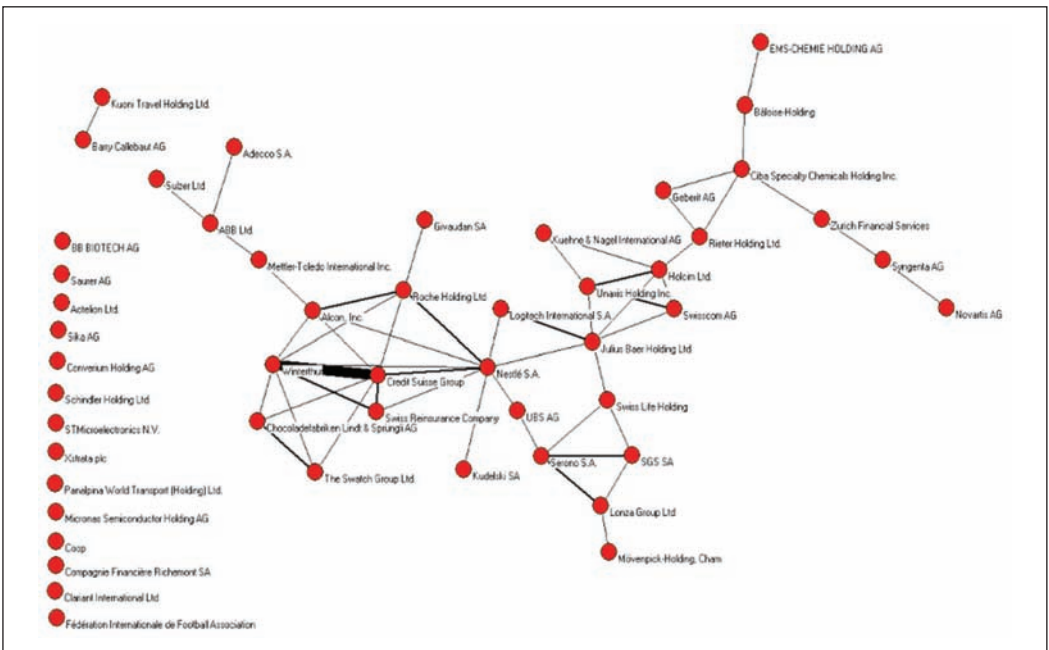 EMS-CHEMIE HOLDING AG
Kuoni Travel Holding Ltd.
Bâloise-Holding
Barry Callebaut AG
Adecco S.A.
Ciba Specialty Chemicals Holding Inc.
Sulzer Ltd
Geberit AG
Zurich Financial Services
Givaudan SA
ABB Ltd.
Kuehne & Nagel International AG
Rieter Holding Ltd.
BB BIOTECH AG
Mettler-Toledo International Inc.
Syngenta AG
Holcim Ltd.
Saurer AG
Unaxis Holding Inc.
Roche Holding Ltd
Actelion Ltd.
Novartis AG
Alcon, Inc.
Logitech International S.A.
Swisscom AG
Sika AG
Julius Baer Holding Ltd
Converium Holding AG
Winterthur
Credit Suisse Group
Nestlé S.A.
Schindler Holding Ltd
Swiss Life Holding
Swiss Reinsurance Company
UBS AG
STMicroelectronics N.V.
Chocoladefabriken Lindt & Sprüngli AG
Xstrata plc
Serono S.A.
SGS SA
The Swatch Group Ltd.
Kudelski SA
Panalpina World Transport (Holding) Ltd.
Lonza Group Ltd
Micronas Semiconductor Holding AG
Coop
Mövenpick-Holding, Cham
Compagnie Financière Richemont SA
Clariant International Ltd
Fédération Internationale de Football Association